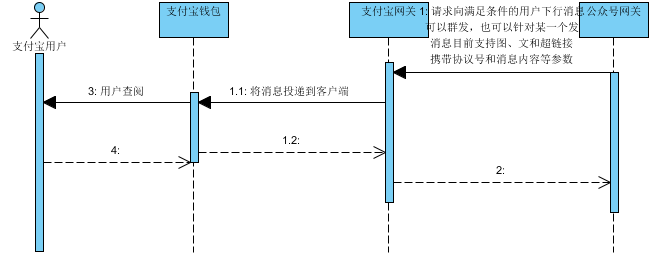 支付宝用户
支付宝钱包
支付宝网关
公众号网关
1: 请求向满足条件的用户下行消息
可以群发，也可以针对某一个发
消息目前支持图、文和超链接
携带协议号和消息内容等参数
3: 用户查阅
1.1: 将消息投递到客户端
4:
1.2:
2: